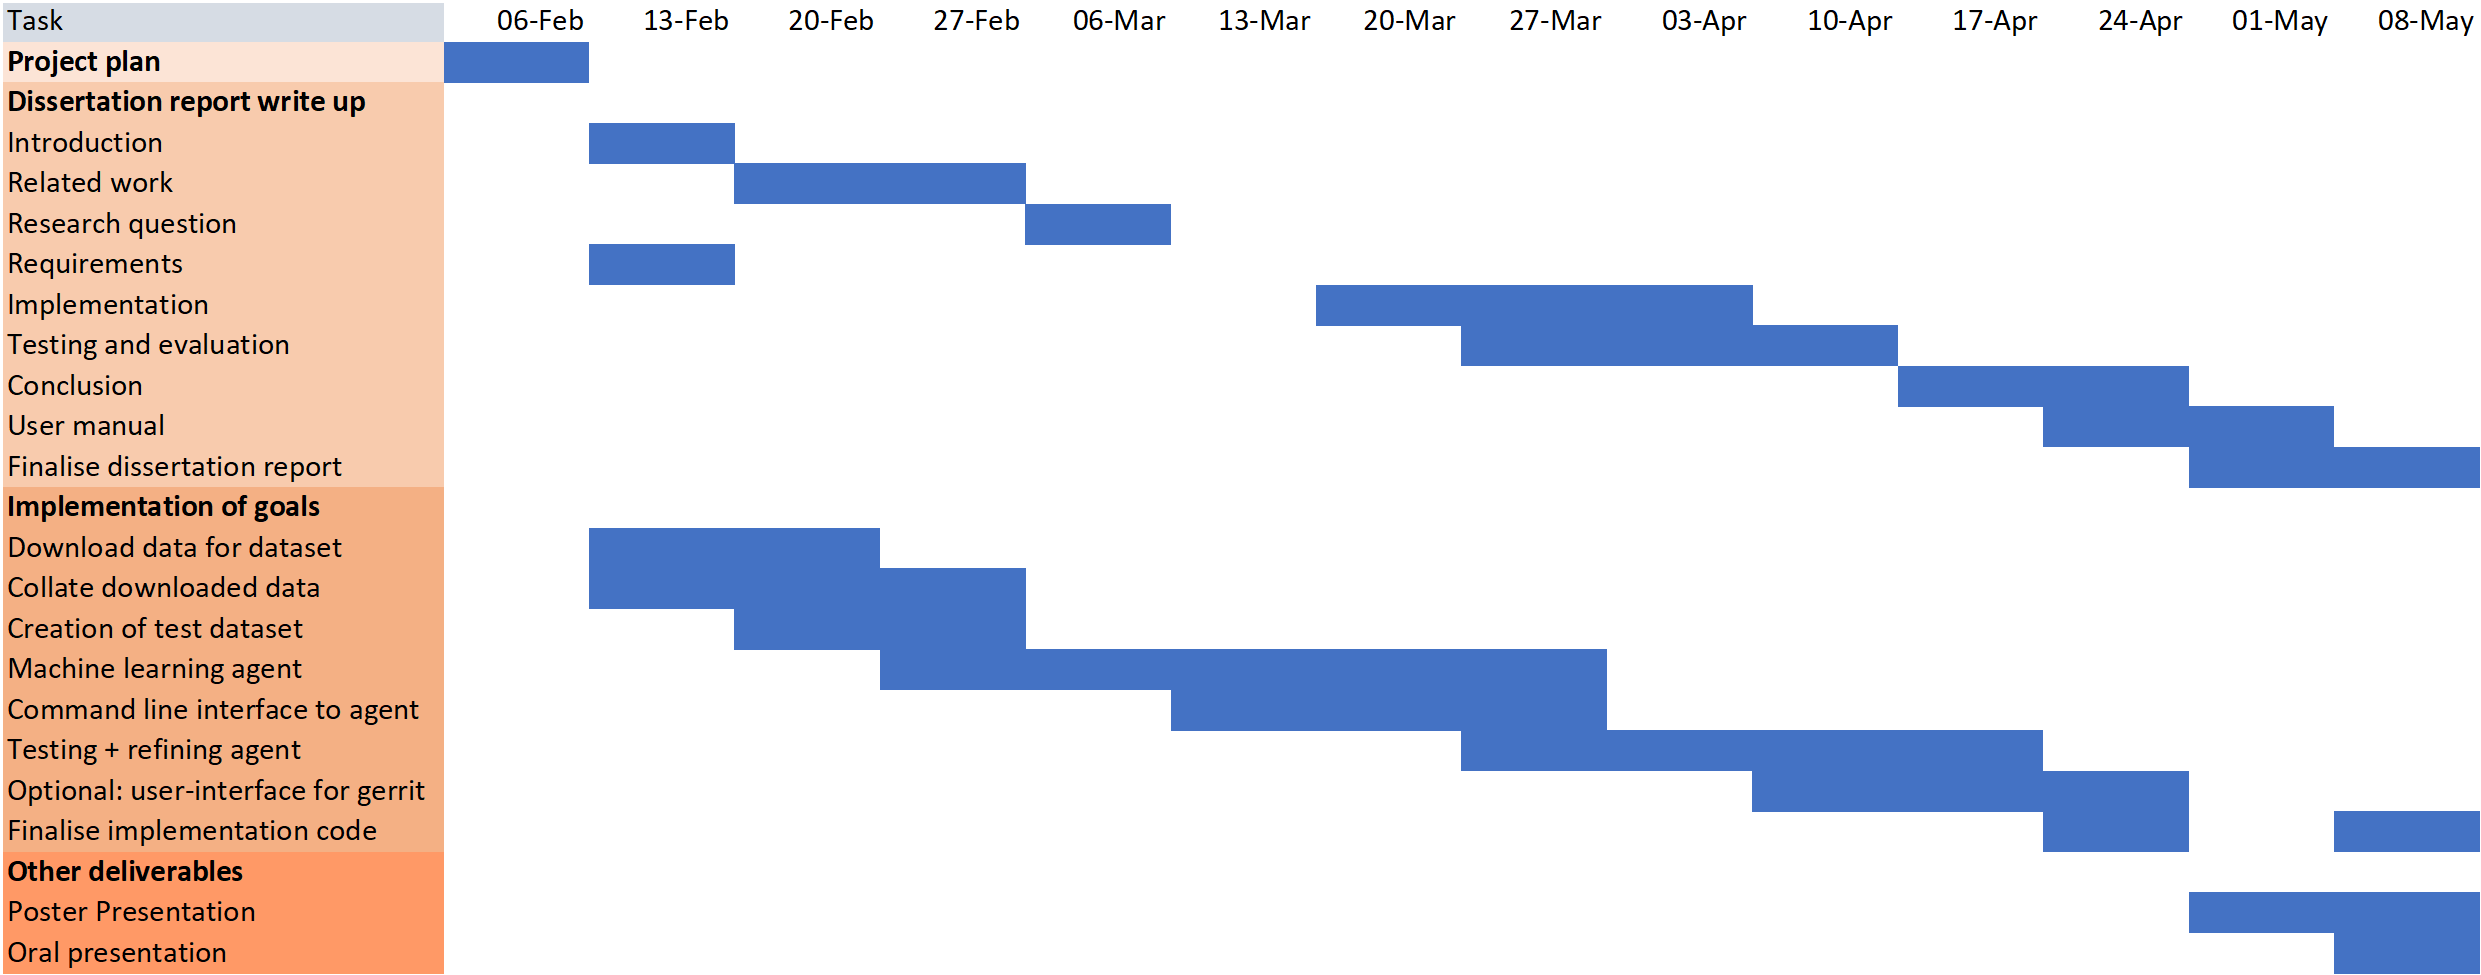 Task 06-Feb 13-Feb 20-Feb 27-Feb 06-Mar 13-Mar 20-Mar 27-Mar 03-Apr 10-Apr 17-Apr 24-Apr 01-May 08-May
Project plan
Dissertation report write up
Introduction
Related work
Research question
Requirements
Implementation
Testing and evaluation
Conclusion
User manual
Finalise dissertation report
Implementation of goals
Download data for dataset
Collate downloaded data
Creation of test dataset
Machine learning agent
Command line interface to agent
Testing + refining agent
Optional: user-interface for gerrit
Finalise implementation code
Other deliverables
Poster Presentation
Oral presentation